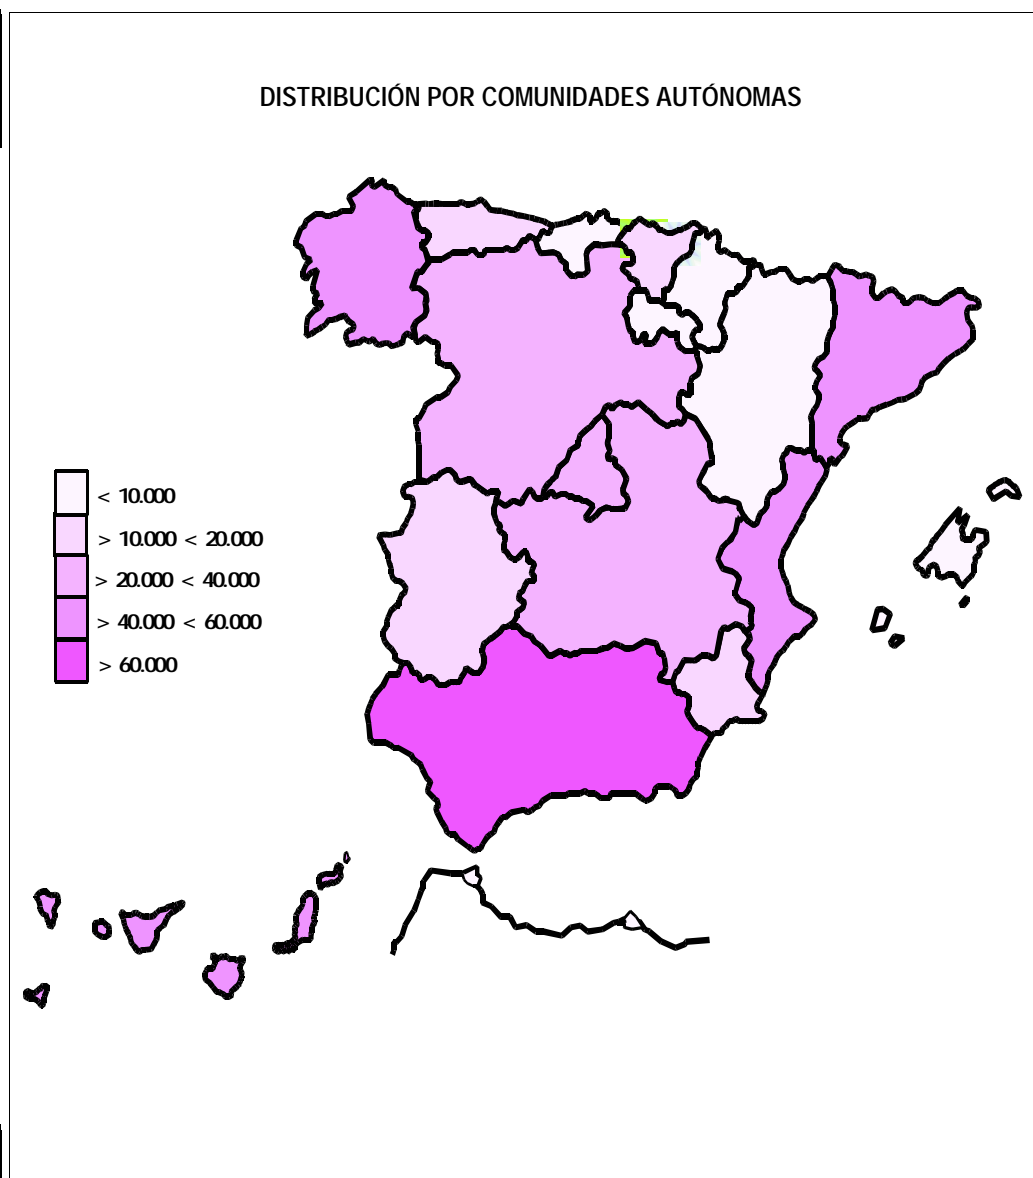 DISTRIBUCIÓN POR COMUNIDADES AUTÓNOMAS
< 10.000
> 10.000 < 20.000
> 20.000 < 40.000
> 40.000 < 60.000
> 60.000